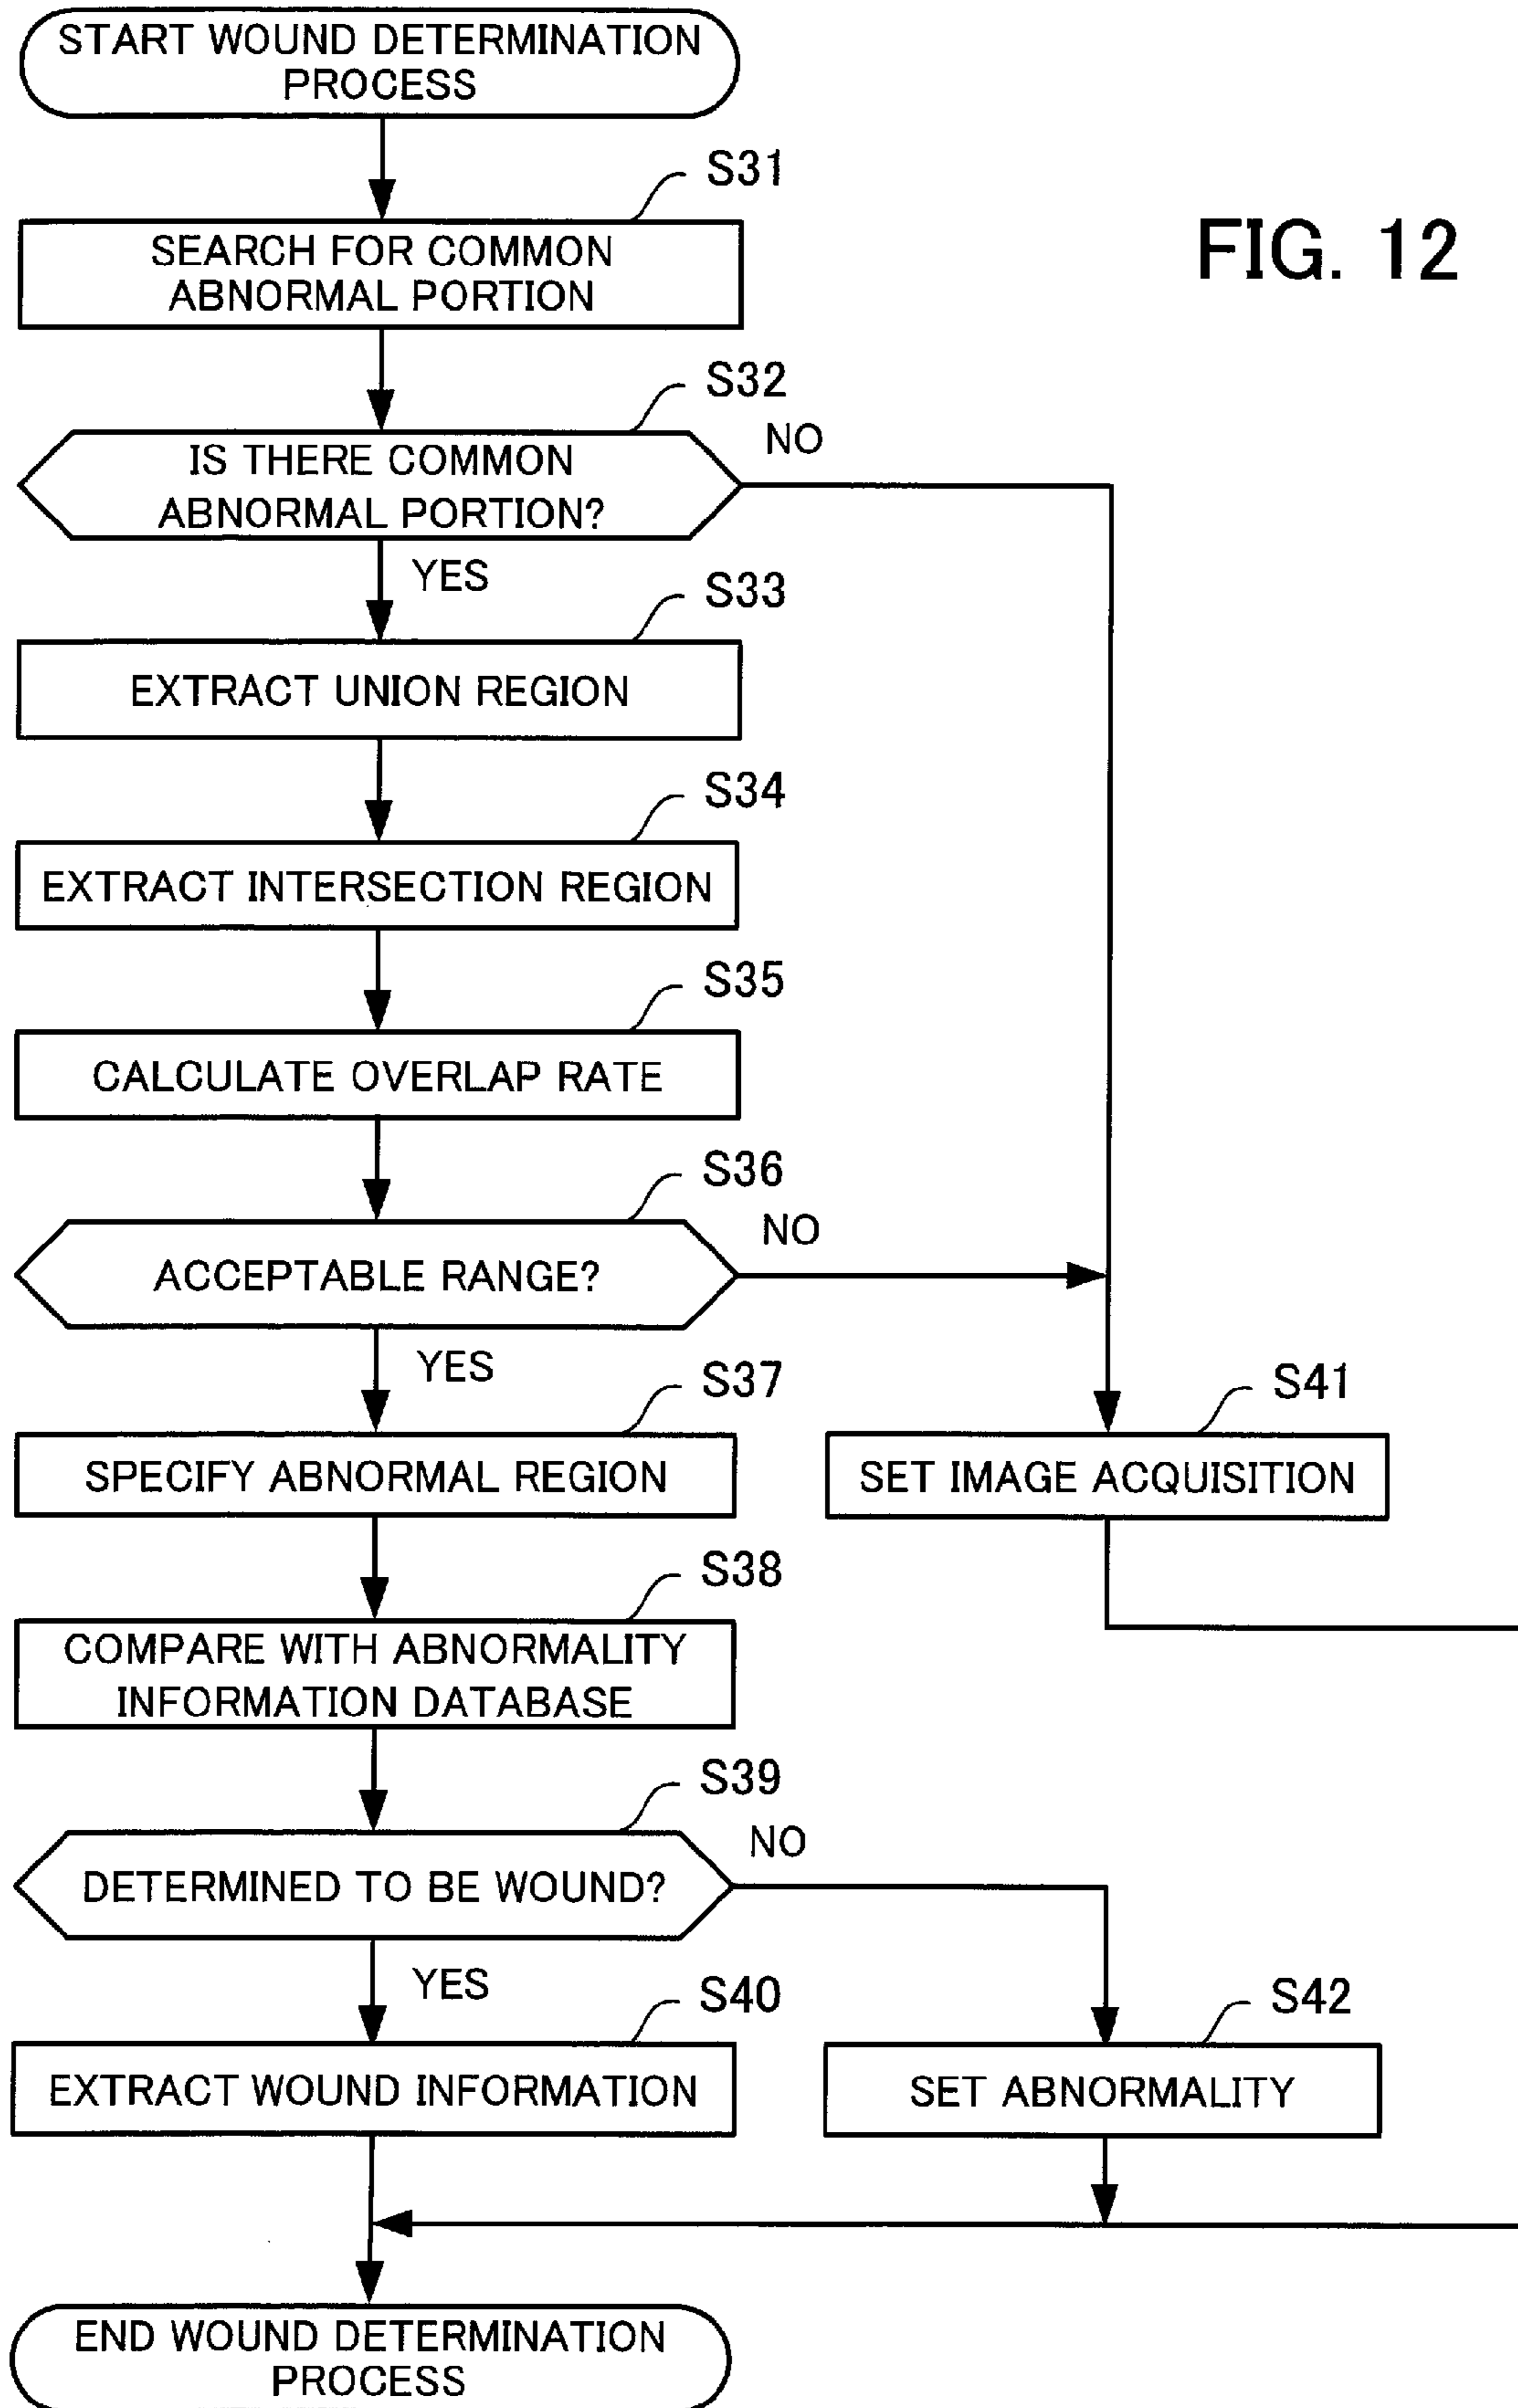 START WOUND DETERMINATION
PROCESS
S31
FIG. 12
SEARCH FOR COMMON
ABNORMAL PORTION
S32
NO
IS THERE COMMON
ABNORMAL PORTION?
YES
S33
EXTRACT UNION REGION
S34
EXTRACT INTERSECTION REGION
S35
CALCULATE OVERLAP RATE
S36
NO
ACCEPTABLE RANGE?
YES
S37
S41
SPECIFY ABNORMAL REGION
SET IMAGE ACQUISITION
S38
COMPARE WITH ABNORMALITY
INFORMATION DATABASE
S39
NO
DETERMINED TO BE WOUND?
YES
S40
S42
EXTRACT WOUND INFORMATION
SET ABNORMALITY
END WOUND DETERMINATION
PROCESS